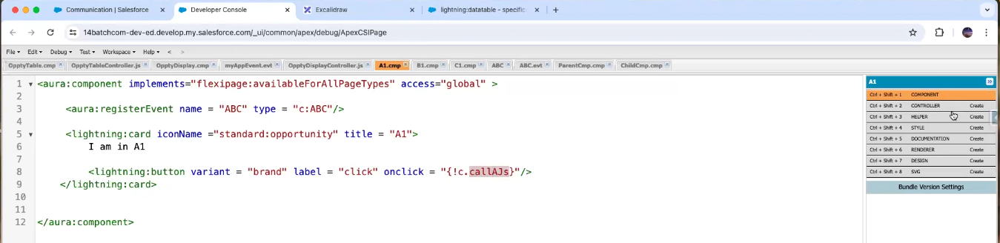 Communication | Salesforce
Developer Console
Excalidraw
lightning:datatable - specific
14batchcom-dev-ed.develop.my.salesforce.com/_ui/common/apex/debug/ApexCSIPage
File Edit Debug Test Workspace Help < >
OpptyTable.cmp OpptyTableController.js OpptyDisplay.cmp myAppEvent.evt OpptyDisplayController.js A1.cmp B1.cmp C1.cmp ABC ABC.evt ParentCmp.cmp ChildCmp.cmp
1 <aura:component implements="flexipage:availableForAllPageTypes" access="global" >
2
3 <aura:registerEvent name = "ABC" type = "c:ABC"/>
4
5 <lightning:card iconName ="standard:opportunity" title = "A1">
6 I am in A1
7
8 <lightning:button variant = "brand" label = "click" onclick = "{!c.callAJs}"/>
9 </lightning:card>
10
11
12 </aura:component>
A1
Ctrl + Shift + 1 COMPONENT
Ctrl + Shift + 2 CONTROLLER Create
Ctrl + Shift + 3 HELPER Create
Ctrl + Shift + 4 STYLE Create
Ctrl + Shift + 5 DOCUMENTATION Create
Ctrl + Shift + 6 RENDERER Create
Ctrl + Shift + 7 DESIGN Create
Ctrl + Shift + 8 SVG Create
Bundle Version Settings